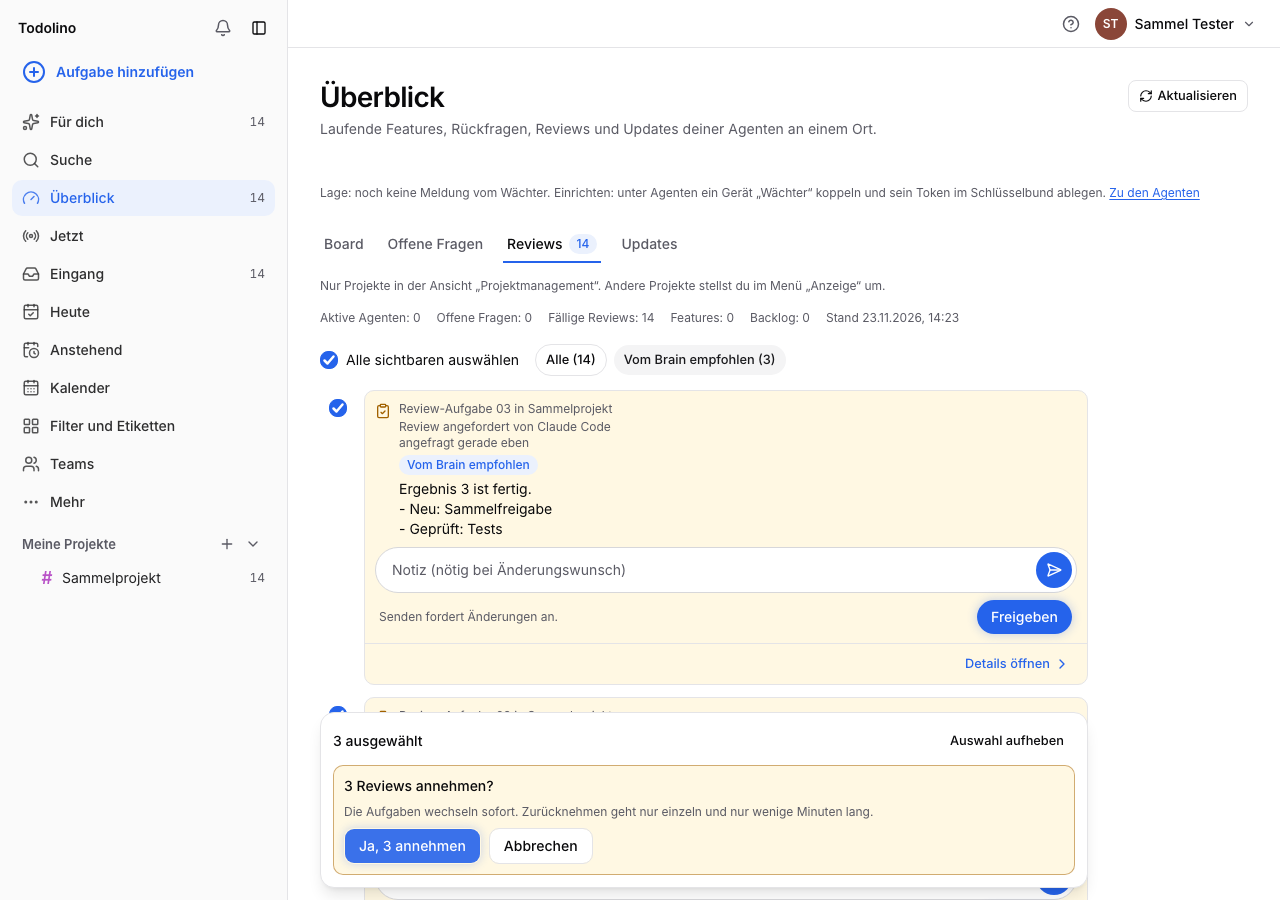 Todolino
Aufgabe hinzufügen
Für dich 14
Suche
Überblick 14
Jetzt
Eingang 14
Heute
Anstehend
Kalender
Filter und Etiketten
Teams
Mehr
Meine Projekte
# Sammelprojekt 14
ST Sammel Tester
Überblick
Aktualisieren
Laufende Features, Rückfragen, Reviews und Updates deiner Agenten an einem Ort.
Lage: noch keine Meldung vom Wächter. Einrichten: unter Agenten ein Gerät „Wächter“ koppeln und sein Token im Schlüsselbund ablegen. Zu den Agenten
Board Offene Fragen Reviews 14 Updates
Nur Projekte in der Ansicht „Projektmanagement“. Andere Projekte stellst du im Menü „Anzeige“ um.
Aktive Agenten: 0 Offene Fragen: 0 Fällige Reviews: 14 Features: 0 Backlog: 0 Stand 23.11.2026, 14:23
Alle sichtbaren auswählen Alle (14) Vom Brain empfohlen (3)
Review-Aufgabe 03 in Sammelprojekt
Review angefordert von Claude Code
angefragt gerade eben
Vom Brain empfohlen
Ergebnis 3 ist fertig.
- Neu: Sammelfreigabe
- Geprüft: Tests
Notiz (nötig bei Änderungswunsch)
Senden fordert Änderungen an.
Freigeben
Details öffnen
3 ausgewählt
Auswahl aufheben
3 Reviews annehmen?
Die Aufgaben wechseln sofort. Zurücknehmen geht nur einzeln und nur wenige Minuten lang.
Ja, 3 annehmen Abbrechen